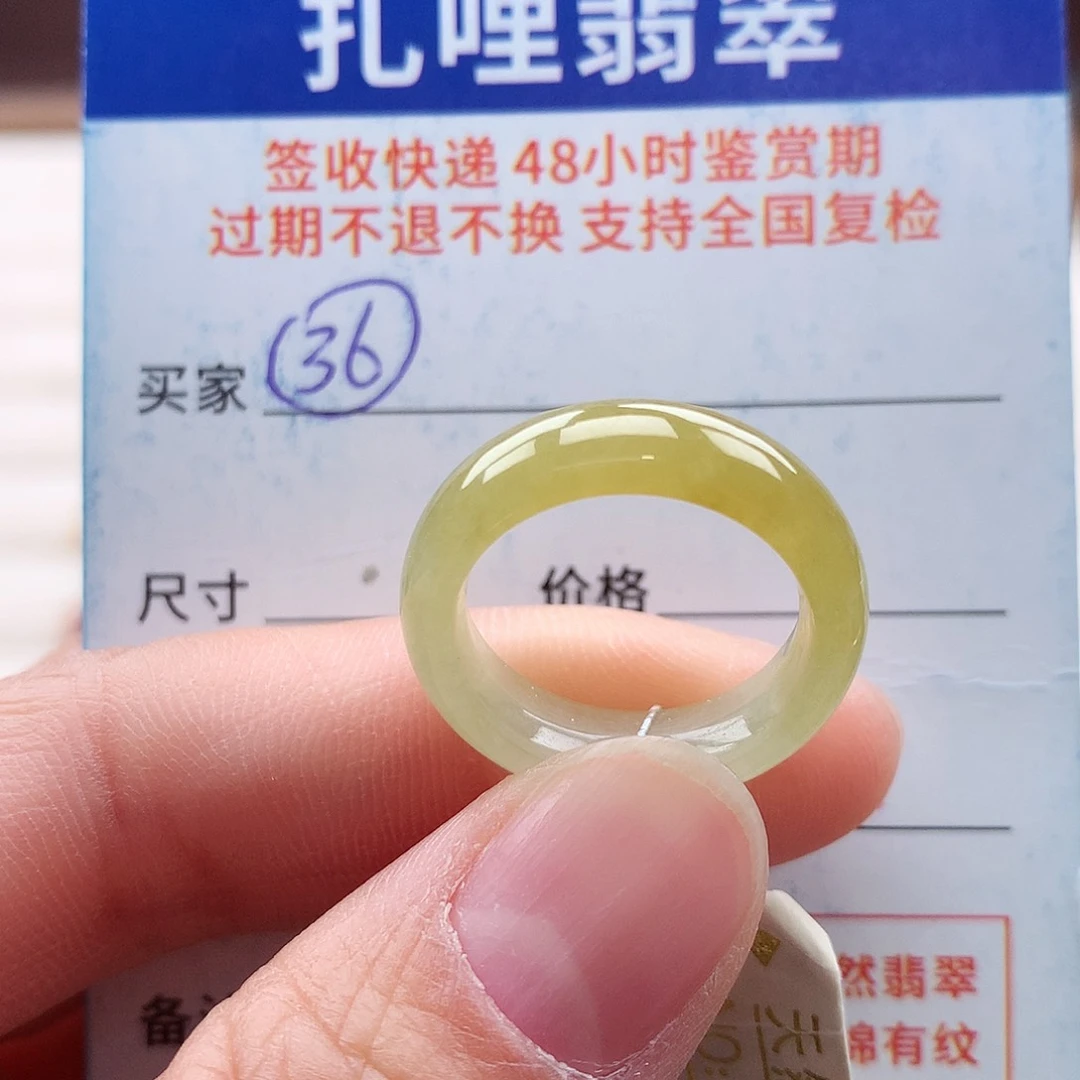 扎哩翡翠
签收快递 48小时鉴赏期
过期不退不换 支持全国复检
买家 36
尺寸 价格
然翡翠
备
有纹